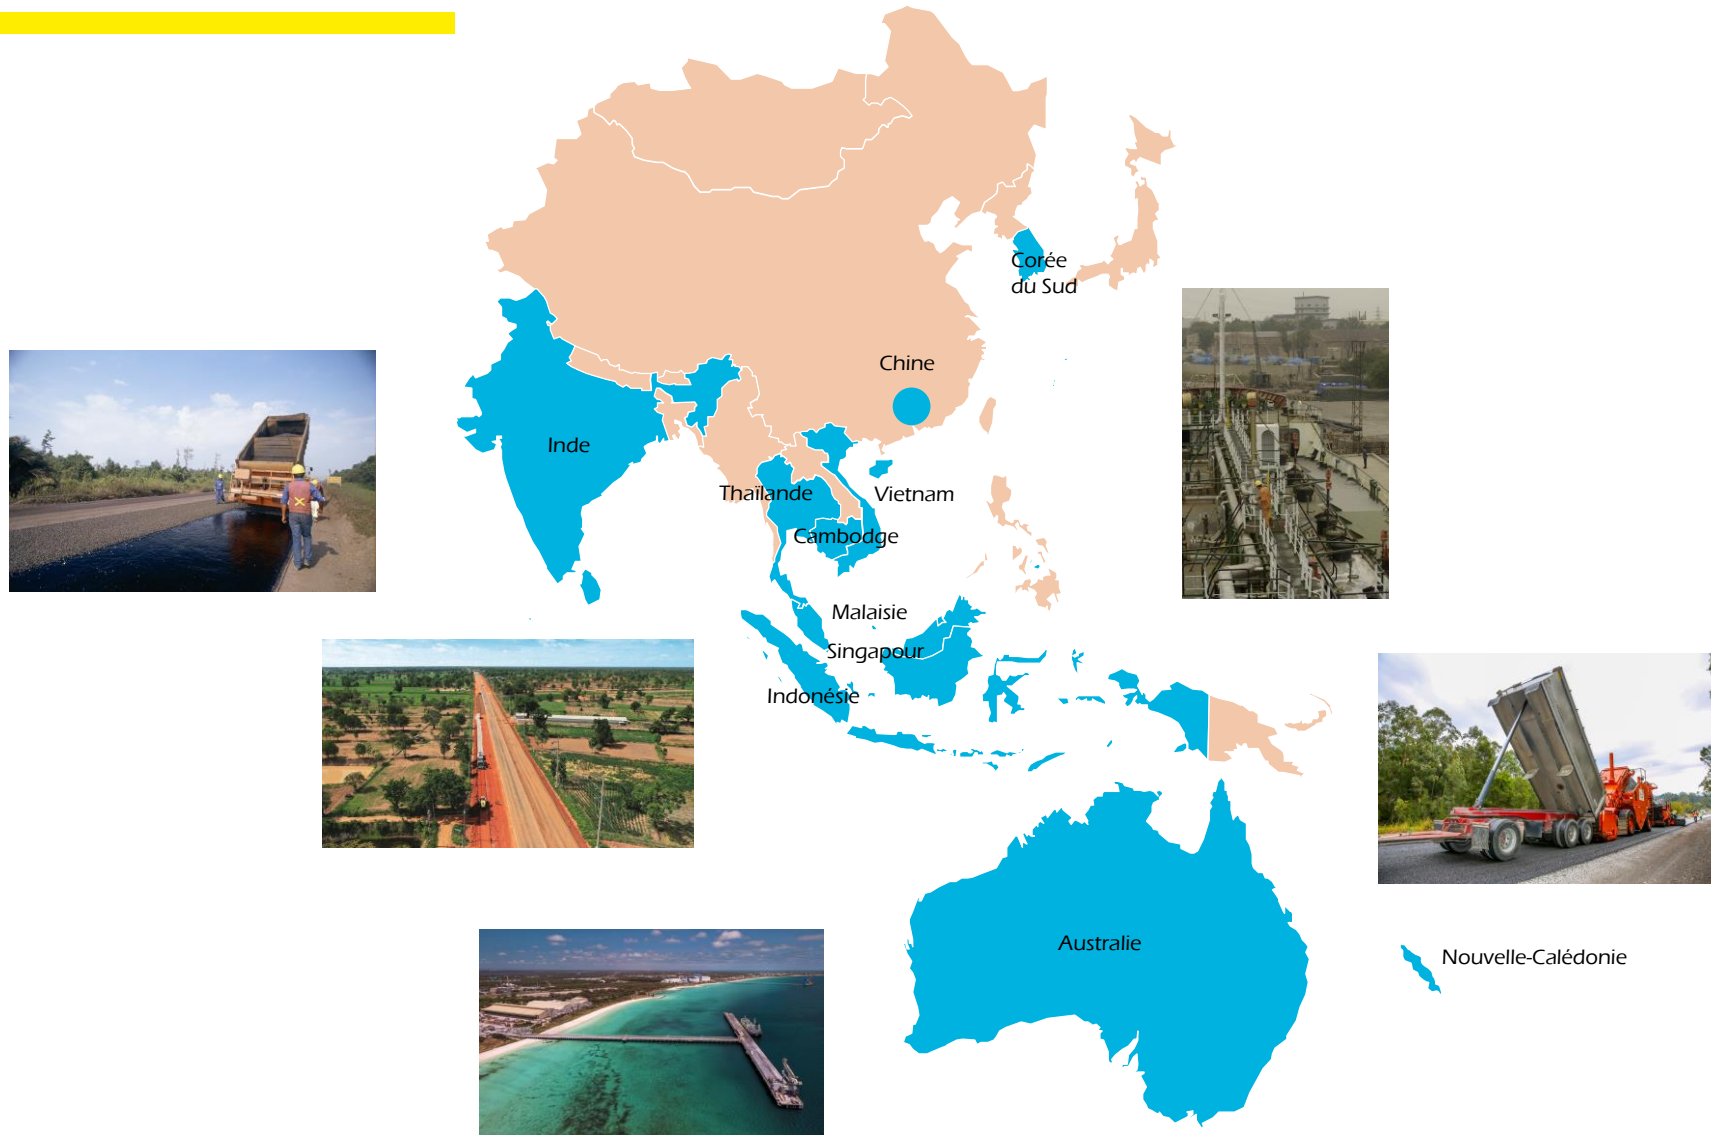 Corée
du Sud
Chine
Inde
Thaïlande
Vietnam
Cambodge
Malaisie
Singapour
Indonésie
Australie
Nouvelle-Calédonie